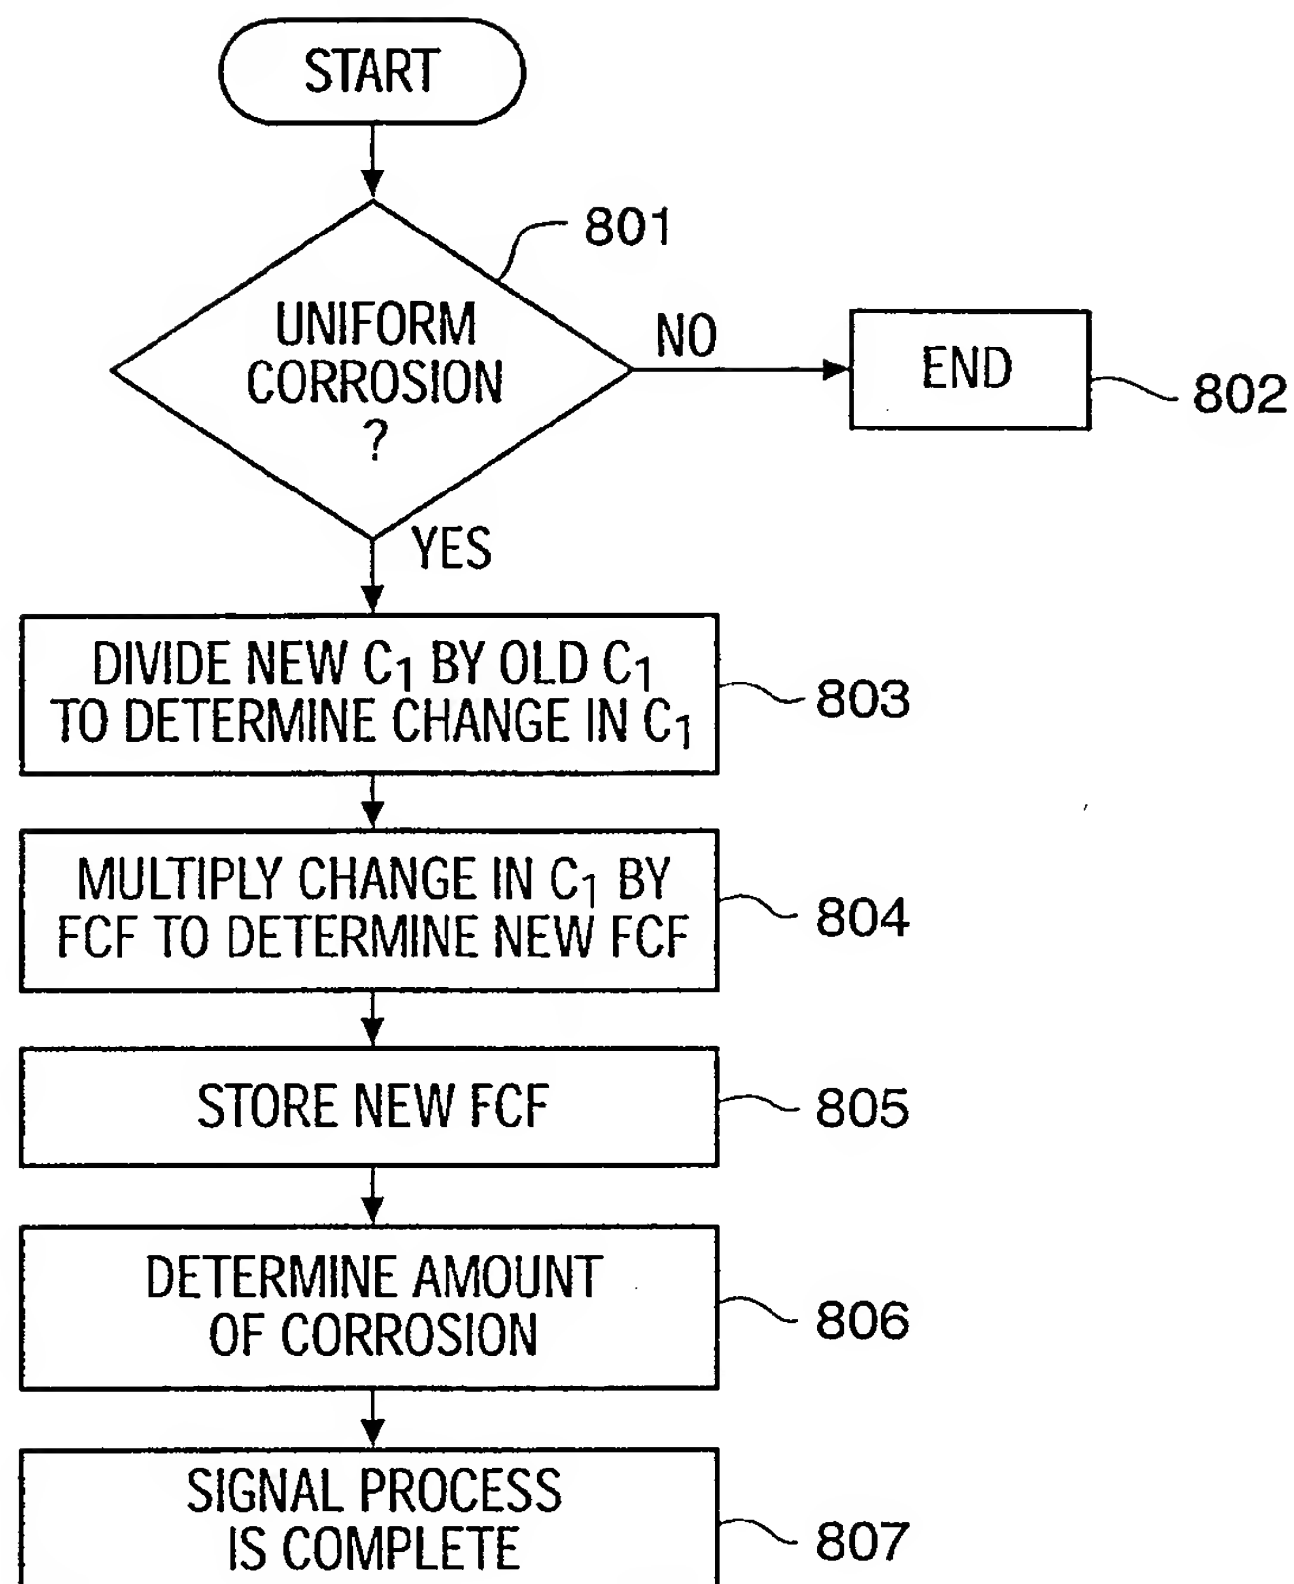 START
801
UNIFORM
CORROSION
?
NO
END
802
YES
DIVIDE NEW C1 BY OLD C1
TO DETERMINE CHANGE IN C1
803
MULTIPLY CHANGE IN C1 BY
FCF TO DETERMINE NEW FCF
804
STORE NEW FCF
805
DETERMINE AMOUNT
OF CORROSION
806
SIGNAL PROCESS
IS COMPLETE
807